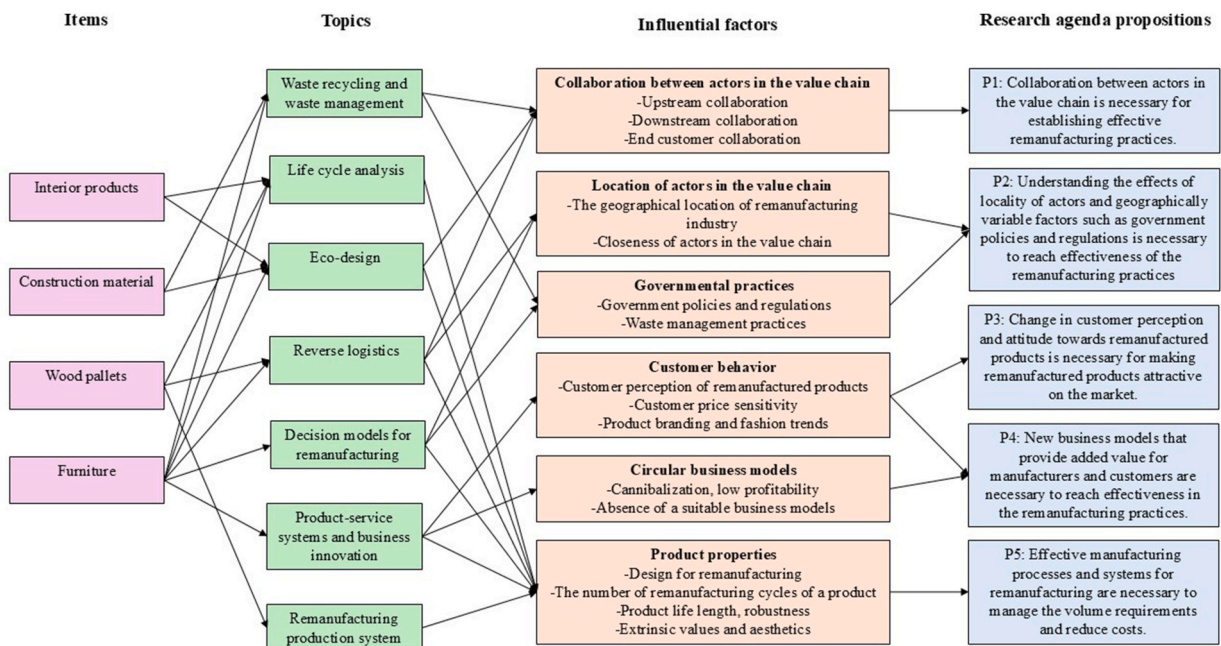 Items
Topics
Influential factors
Research agenda propositions
Interior products
Construction material
Wood pallets
Furniture
Waste recycling and
waste management
Life cycle analysis
Eco-design
Reverse logistics
Decision models for
remanufacturing
Product-service
systems and business
innovation
Remanufacturing
production system
Collaboration between actors in the value chain
-Upstream collaboration
-Downstream collaboration
-End customer collaboration
Location of actors in the value chain
-The geographical location of remanufacturing
industry
-Closeness of actors in the value chain
Governmental practices
-Government policies and regulations
-Waste management practices
Customer behavior
-Customer perception of remanufactured products
-Customer price sensitivity
-Product branding and fashion trends
Circular business models
-Cannibalization, low profitability
-Absence of a suitable business models
Product properties
-Design for remanufacturing
-The number of remanufacturing cycles of a product
-Product life length, robustness
-Extrinsic values and aesthetics
P1: Collaboration between actors in
the value chain is necessary for
establishing effective
remanufacturing practices.
P2: Understanding the effects of
locality of actors and geographically
variable factors such as government
policies and regulations is necessary
to reach effectiveness of the
remanufacturing practices
P3: Change in customer perception
and attitude towards remanufactured
products is necessary for making
remanufactured products attractive
on the market.
P4: New business models that
provide added value for
manufacturers and customers are
necessary to reach effectiveness in
the remanufacturing practices.
P5: Effective manufacturing
processes and systems for
remanufacturing are necessary to
manage the volume requirements
and reduce costs.